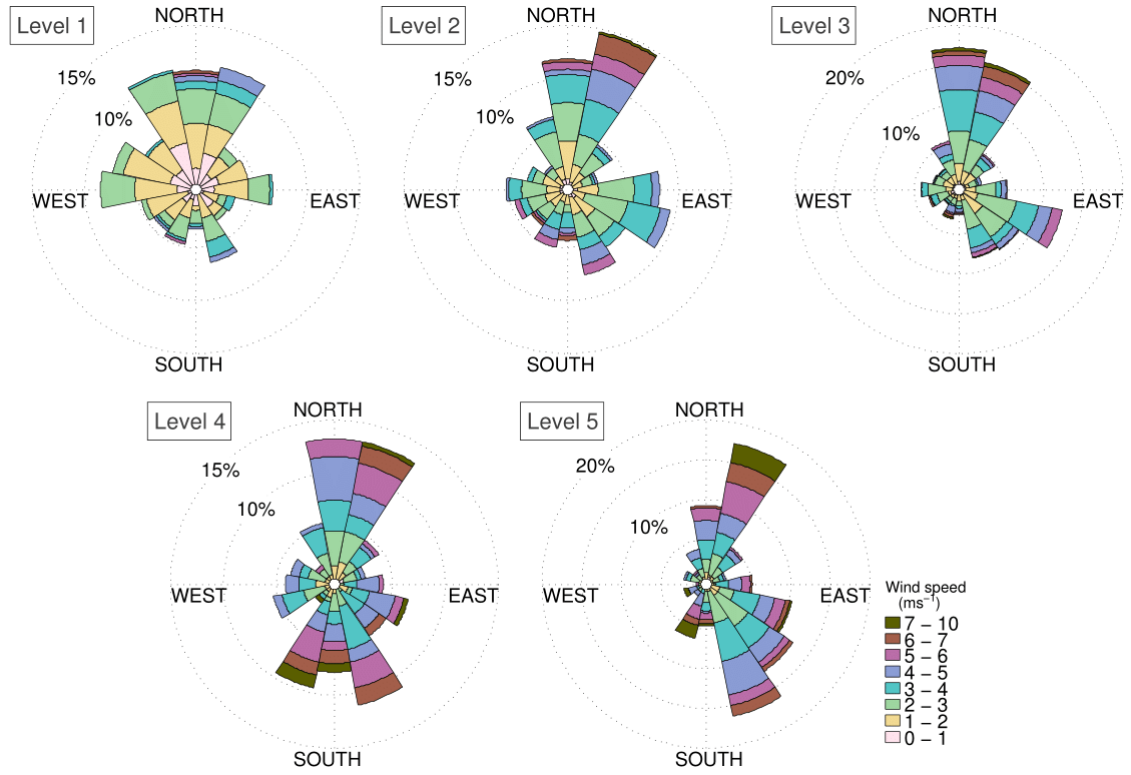 Level 1
NORTH
15%
10%
WEST
EAST
SOUTH
Level 2
NORTH
15%
10%
WEST
EAST
SOUTH
Level 3
NORTH
20%
10%
WEST
EAST
SOUTH
Level 4
NORTH
15%
10%
WEST
EAST
SOUTH
Level 5
NORTH
20%
10%
WEST
EAST
SOUTH
Wind speed
(ms⁻¹)
7 – 10
6 – 7
5 – 6
4 – 5
3 – 4
2 – 3
1 – 2
0 – 1